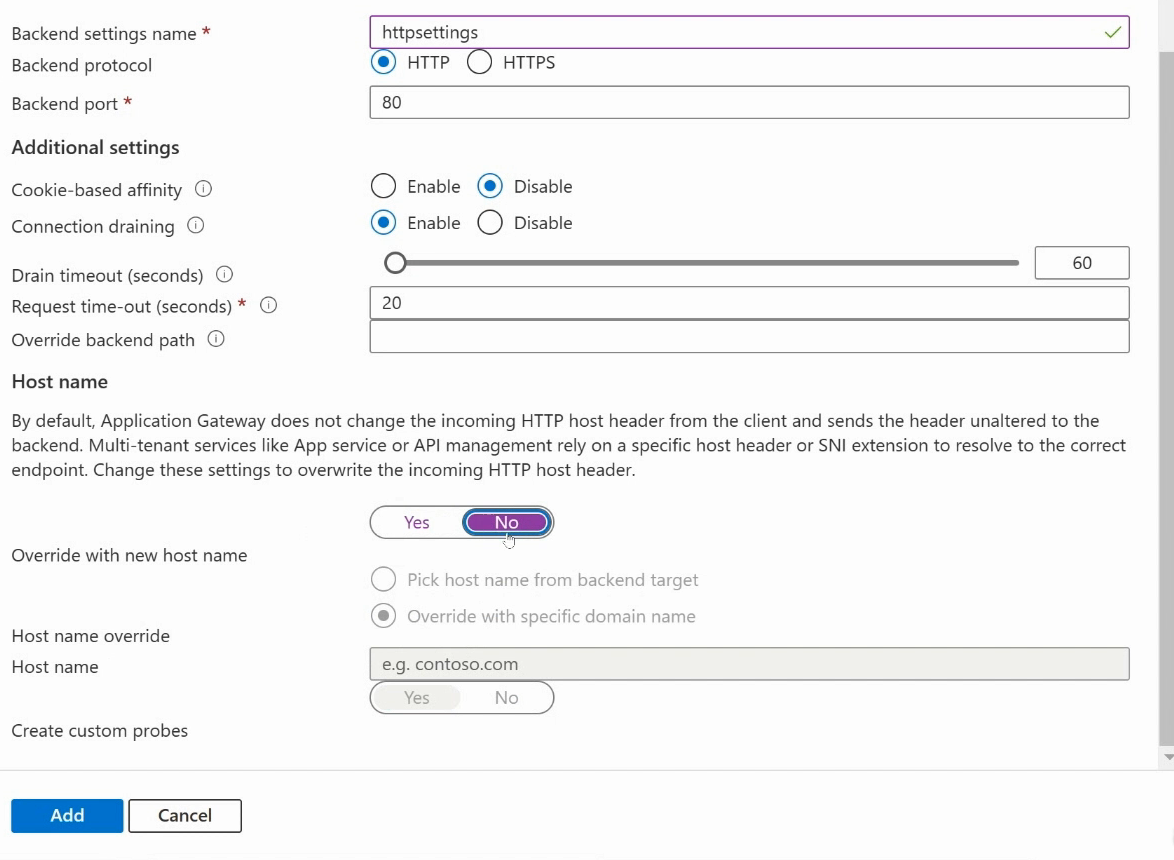 Backend settings name *
httpsettings
Backend protocol
HTTP HTTPS
Backend port *
80
Additional settings
Cookie-based affinity
Enable Disable
Connection draining
Enable Disable
Drain timeout (seconds)
60
Request time-out (seconds) *
20
Override backend path
Host name
By default, Application Gateway does not change the incoming HTTP host header from the client and sends the header unaltered to the
backend. Multi-tenant services like App service or API management rely on a specific host header or SNI extension to resolve to the correct
endpoint. Change these settings to overwrite the incoming HTTP host header.
Yes No
Override with new host name
Pick host name from backend target
Override with specific domain name
Host name override
Host name
e.g. contoso.com
Yes No
Create custom probes
Add Cancel